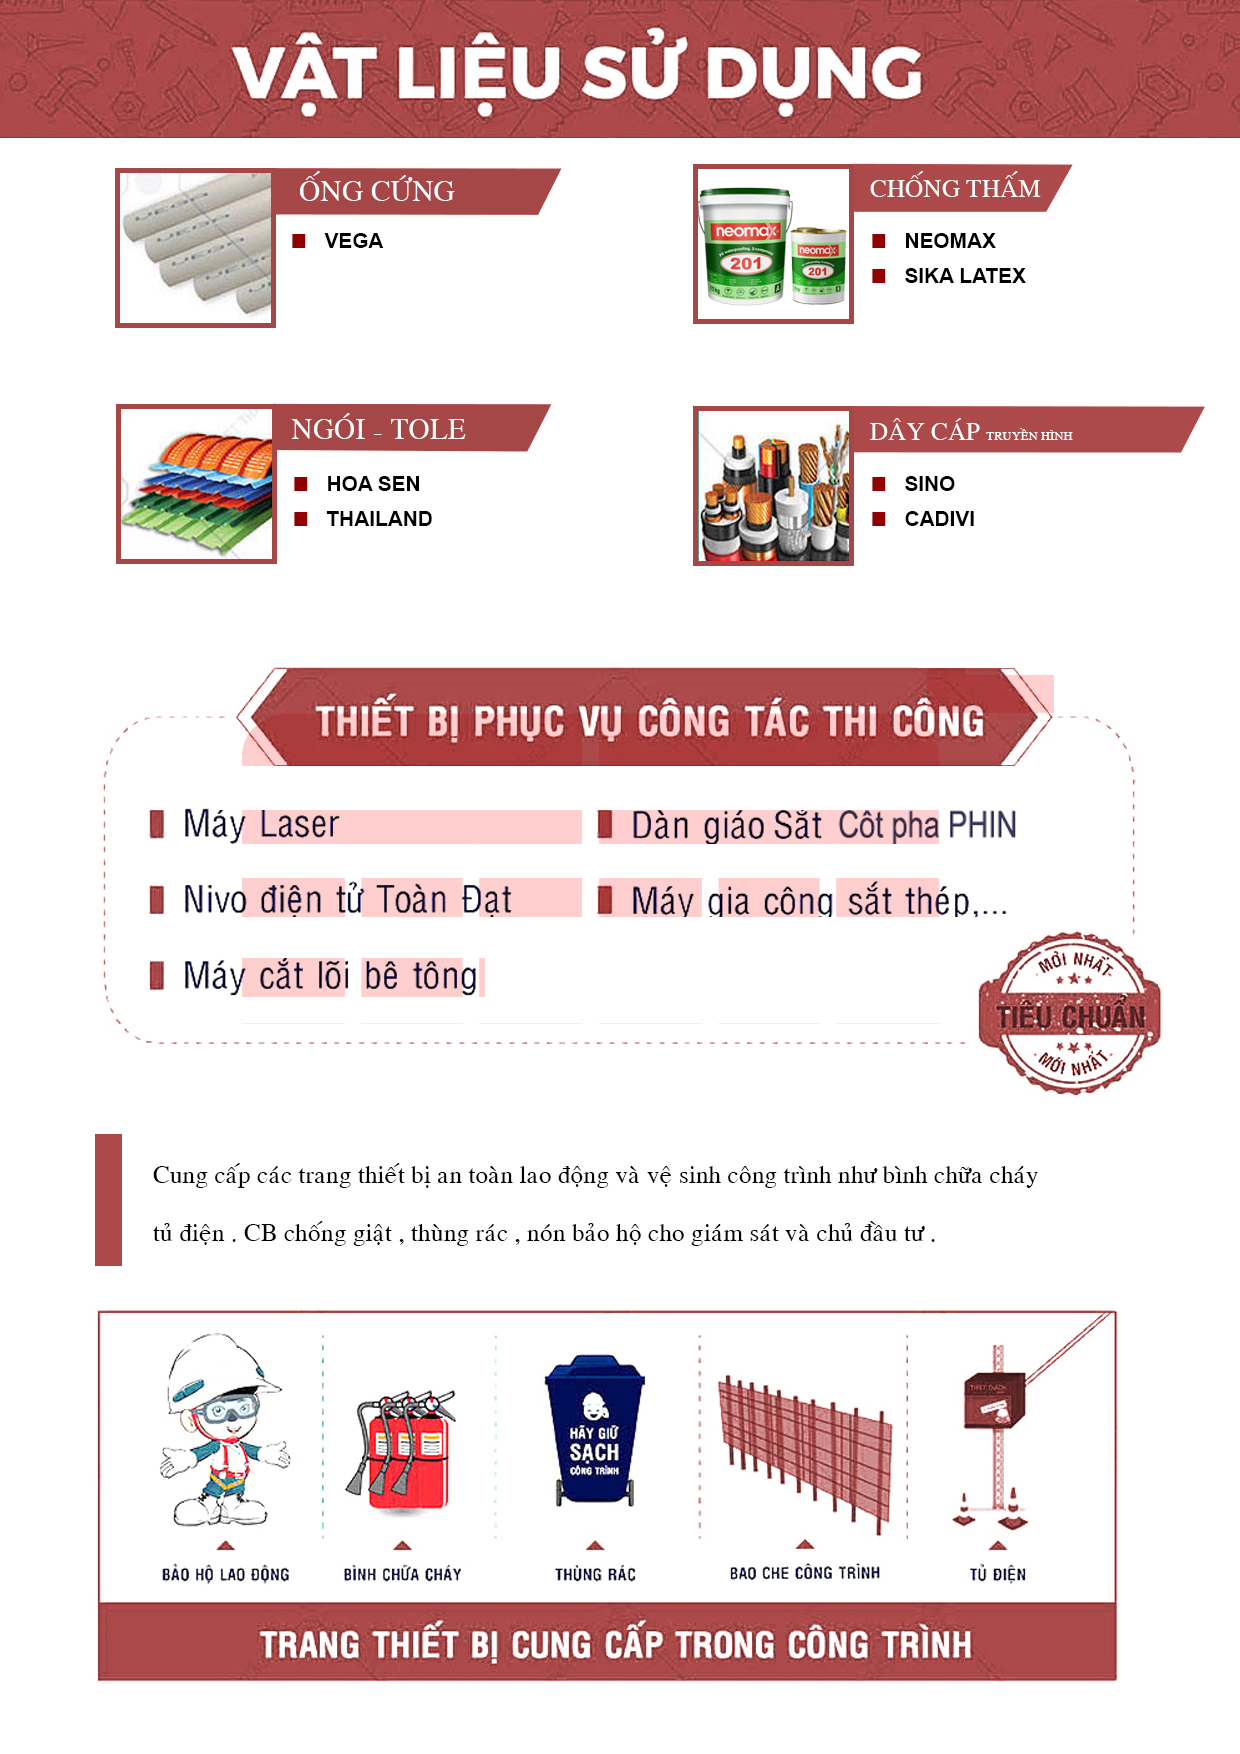 VẬT LIỆU SỬ DỤNG
ỐNG CỨNG
VEGA
CHỐNG THẤM
NEOMAX
SIKA LATEX
neomax
201
neomax
201
NGÓI - TOLE
HOA SEN
THAILAND
DÂY CÁP TRUYỀN HÌNH
SINO
CADIVI
THIẾT BỊ PHỤC VỤ CÔNG TÁC THI CÔNG
Máy Laser
Dàn giáo Sắt Côt pha PHIN
Nivo điện tử Toàn Đạt
Máy gia công sắt thép,...
Máy cắt lõi bê tông
MỚI NHẤT
TIÊU CHUẨN
MỚI NHẤT
Cung cấp các trang thiết bị an toàn lao động và vệ sinh công trình như bình chữa cháy
tủ điện . CB chống giật , thùng rác , nón bảo hộ cho giám sát và chủ đầu tư .
HÃY GIỮ
SẠCH
CÔNG TRÌNH
BẢO HỘ LAO ĐỘNG
BÌNH CHỮA CHÁY
THÙNG RÁC
BAO CHE CÔNG TRÌNH
TỦ ĐIỆN
TRANG THIẾT BỊ CUNG CẤP TRONG CÔNG TRÌNH